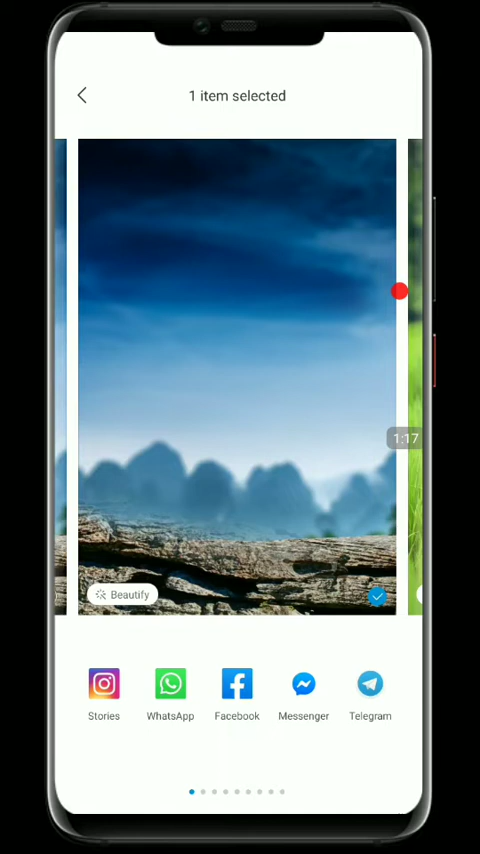 1 item selected
1:17
Beautify
Stories
WhatsApp
Facebook
Messenger
Telegram